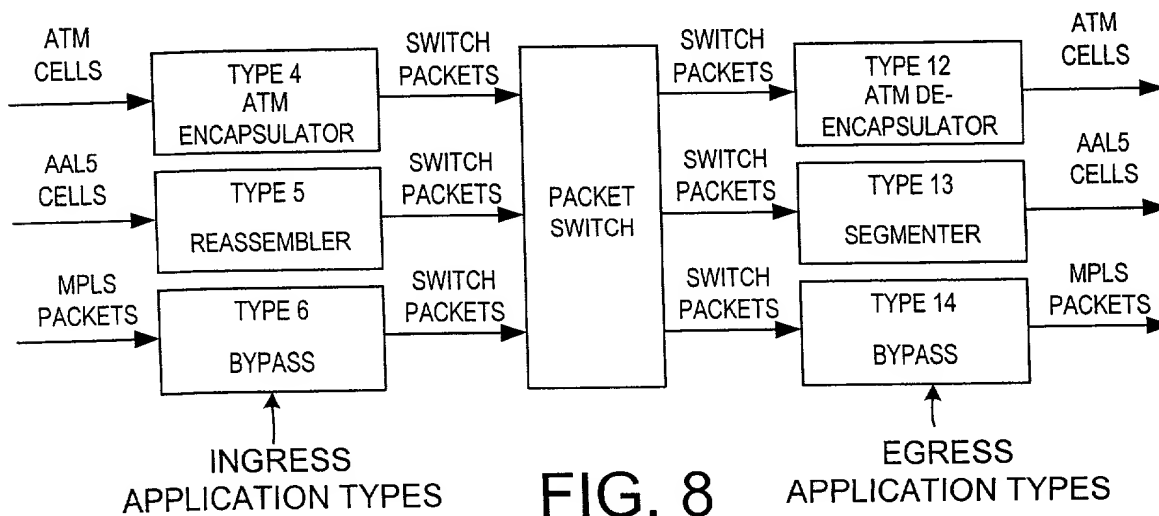 ATM
CELLS
TYPE 4
ATM
ENCAPSULATOR
SWITCH
PACKETS
AAL5
CELLS
TYPE 5
REASSEMBLER
SWITCH
PACKETS
MPLS
PACKETS
TYPE 6
BYPASS
SWITCH
PACKETS
PACKET
SWITCH
SWITCH
PACKETS
TYPE 12
ATM DE-
ENCAPSULATOR
ATM
CELLS
SWITCH
PACKETS
TYPE 13
SEGMENTER
AAL5
CELLS
SWITCH
PACKETS
TYPE 14
BYPASS
MPLS
PACKETS
INGRESS
APPLICATION TYPES
FIG. 8
EGRESS
APPLICATION TYPES